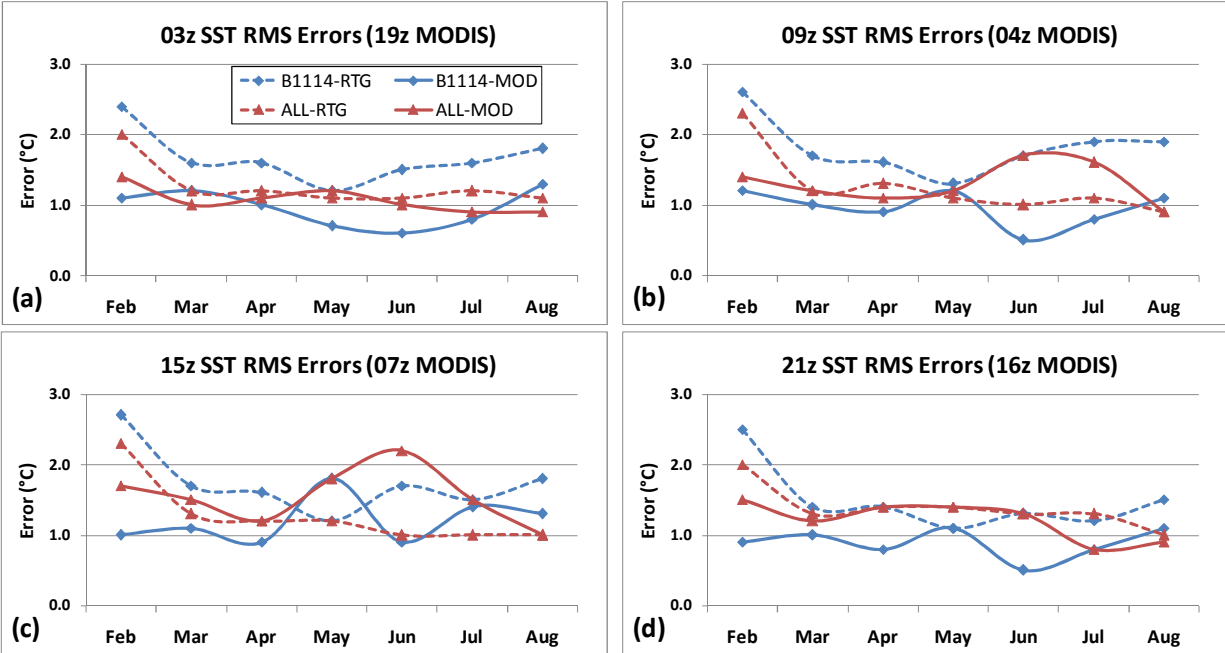 03z SST RMS Errors (19z MODIS)
3.0
2.0
1.0
0.0
Error (°C)
B1114-RTG B1114-MOD
ALL-RTG ALL-MOD
Feb Mar Apr May Jun Jul Aug
(a)
09z SST RMS Errors (04z MODIS)
3.0
2.0
1.0
0.0
Error (°C)
Feb Mar Apr May Jun Jul Aug
(b)
15z SST RMS Errors (07z MODIS)
3.0
2.0
1.0
0.0
Error (°C)
Feb Mar Apr May Jun Jul Aug
(c)
21z SST RMS Errors (16z MODIS)
3.0
2.0
1.0
0.0
Error (°C)
Feb Mar Apr May Jun Jul Aug
(d)